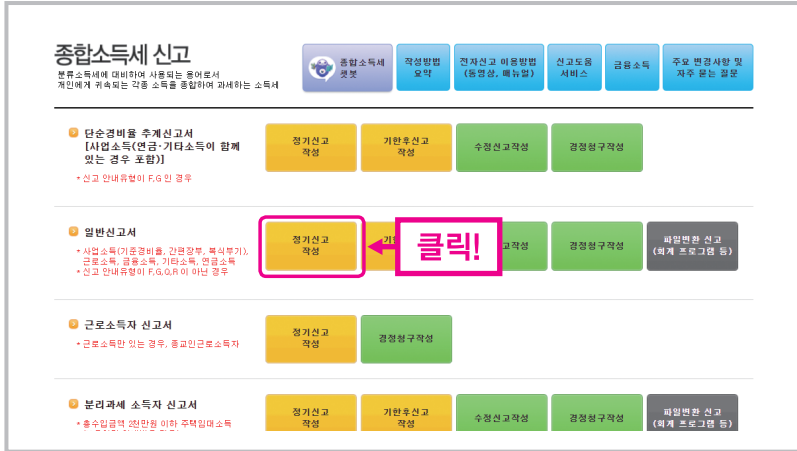 종합소득세 신고
분류소득세에 대비하여 사용되는 용어로서
개인에게 귀속되는 각종 소득을 종합하여 과세하는 소득세
종합소득세
챗봇
작성방법
요약
전자신고 이용방법
(동영상, 매뉴얼)
신고도움
서비스
금융소득
주요 변경사항 및
자주 묻는 질문
단순경비율 추계신고서
[사업소득(연금·기타소득이 함께
있는 경우 포함)]
* 신고 안내유형이 F,G 인 경우
정기신고
작성
기한후신고
작성
수정신고작성
경정청구작성
일반신고서
* 사업소득(기준경비율, 간편장부, 복식부기),
근로소득, 금융소득, 기타소득, 연금소득
* 신고 안내유형이 F,G,Q,R 이 아닌 경우
정기신고
작성
클릭!
경정청구작성
파일변환 신고
(회계 프로그램 등)
근로소득자 신고서
* 근로소득만 있는 경우, 종교인근로소득자
정기신고
작성
경정청구작성
분리과세 소득자 신고서
* 총수입금액 2천만원 이하 주택임대소득
정기신고
작성
기한후신고
작성
수정신고작성
경정청구작성
파일변환 신고
(회계 프로그램 등)